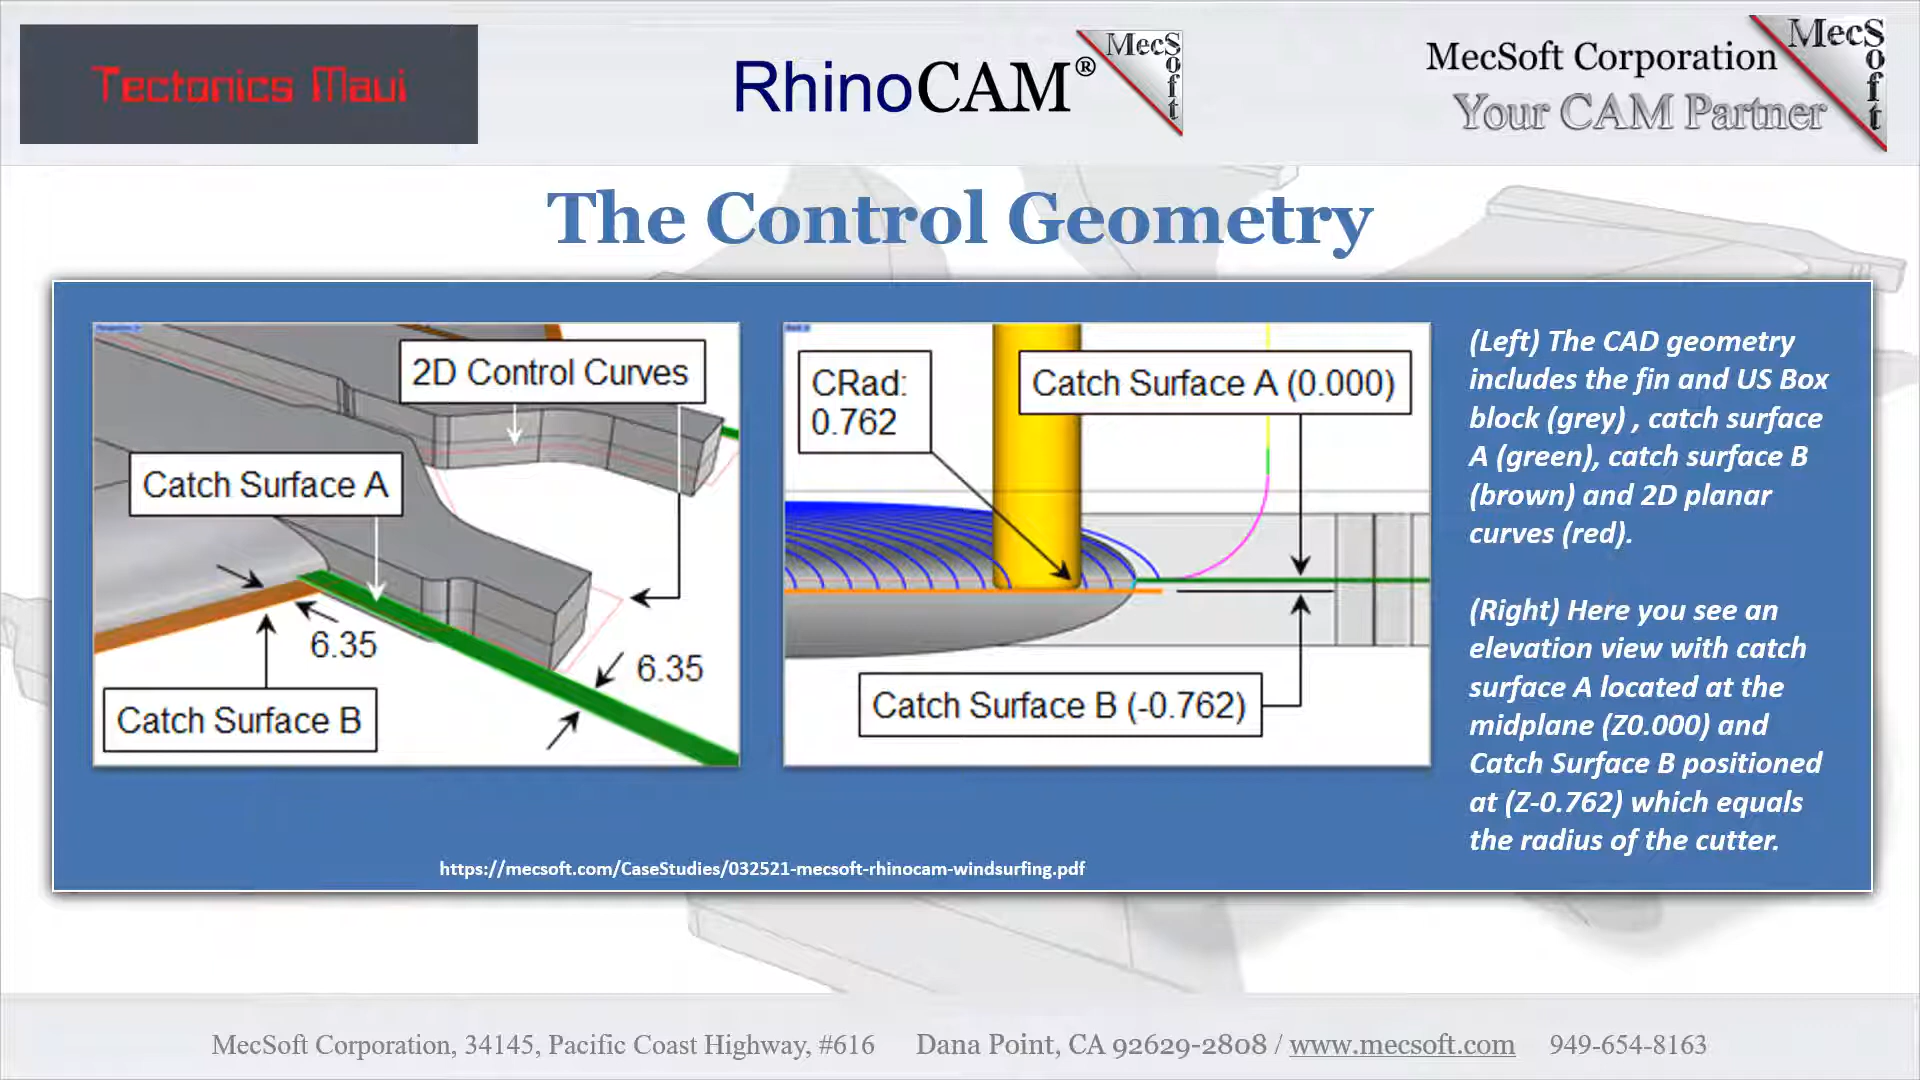 Tectonics Maui
RhinoCAM®
MecSoft
MecSoft Corporation
Your CAM Partner
MecSoft
The Control Geometry
2D Control Curves
Catch Surface A
6.35
6.35
Catch Surface B
CRad:
0.762
Catch Surface A (0.000)
Catch Surface B (-0.762)
(Left) The CAD geometry
includes the fin and US Box
block (grey) , catch surface
A (green), catch surface B
(brown) and 2D planar
curves (red).
(Right) Here you see an
elevation view with catch
surface A located at the
midplane (Z0.000) and
Catch Surface B positioned
at (Z-0.762) which equals
the radius of the cutter.
https://mecsoft.com/CaseStudies/032521-mecsoft-rhinocam-windsurfing.pdf
MecSoft Corporation, 34145, Pacific Coast Highway, #616 Dana Point, CA 92629-2808 / www.mecsoft.com 949-654-8163